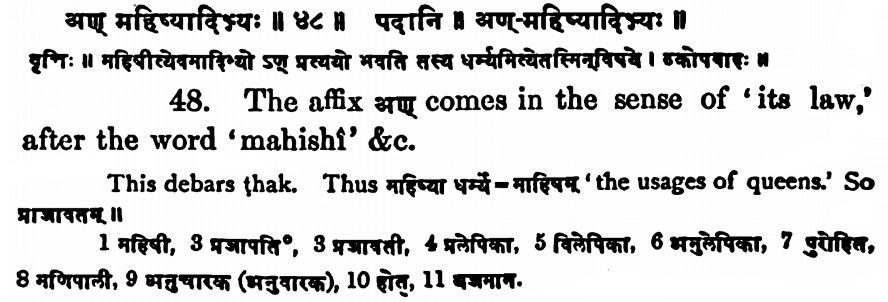 अण् महिष्यादिभ्यः ॥ ४८ ॥ पदानि ॥ अण्-महिष्यादिभ्यः ॥
वृत्तिः ॥ महिषीत्येवमादिभ्यो ऽण् प्रत्ययो भवति तस्य धर्म्यमित्येतस्मिन्विषये । ठकोपवादः ॥
48. The affix अण् comes in the sense of ‘its law,’
after the word ‘mahishî’ &c.
This debars ṭhak. Thus महिष्या धर्म्यं=माहिषम् ‘the usages of queens.’ So
प्राजावतम् ॥
1 महिषी, 3 प्रजापति°, 3 प्रजावती, 4 प्रलेपिका, 5 विलेपिका, 6 अनुलेपिका, 7 पुरोहित,
8 मणिपाली, 9 अनुचारक (अनुवारक), 10 होतृ, 11 यजमान.